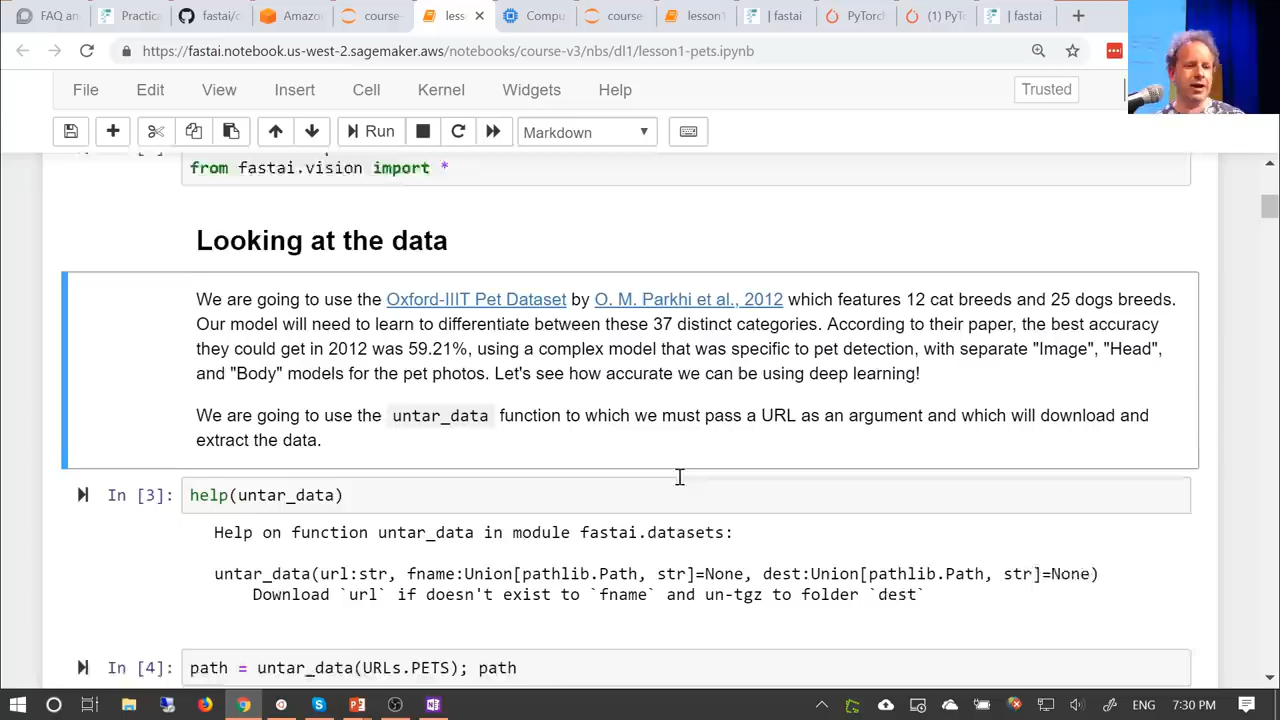 FAQ an
Practica
fastai/c
Amazon
course-
less
Compu
course
lesson1
| fastai
PyTorch
(1) PyTo
| fastai
https://fastai.notebook.us-west-2.sagemaker.aws/notebooks/course-v3/nbs/dl1/lesson1-pets.ipynb
File Edit View Insert Cell Kernel Widgets Help Trusted
Run Markdown
from fastai.vision import *
Looking at the data
We are going to use the Oxford-IIIT Pet Dataset by O. M. Parkhi et al., 2012 which features 12 cat breeds and 25 dogs breeds.
Our model will need to learn to differentiate between these 37 distinct categories. According to their paper, the best accuracy
they could get in 2012 was 59.21%, using a complex model that was specific to pet detection, with separate "Image", "Head",
and "Body" models for the pet photos. Let's see how accurate we can be using deep learning!
We are going to use the untar_data function to which we must pass a URL as an argument and which will download and
extract the data.
In [3]: help(untar_data)
Help on function untar_data in module fastai.datasets:
untar_data(url:str, fname:Union[pathlib.Path, str]=None, dest:Union[pathlib.Path, str]=None)
Download `url` if doesn't exist to `fname` and un-tgz to folder `dest`
In [4]: path = untar_data(URLs.PETS); path
ENG 7:30 PM